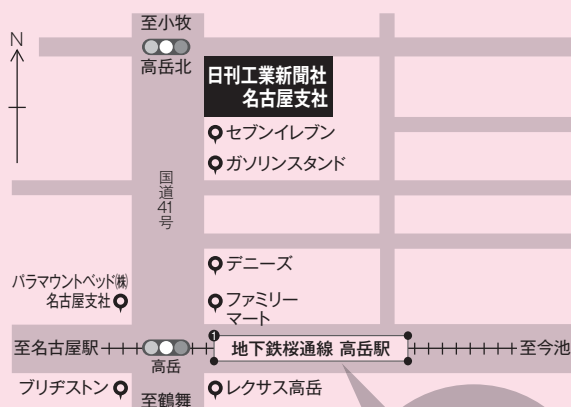 至小牧
N
高岳北
日刊工業新聞社
名古屋支社
セブンイレブン
ガソリンスタンド
国道41号
デニーズ
パラマウントベッド㈱
名古屋支社
ファミリー
マート
1
至名古屋駅
地下鉄桜通線 高岳駅
至今池
高岳
ブリヂストン
レクサス高岳
至鶴舞